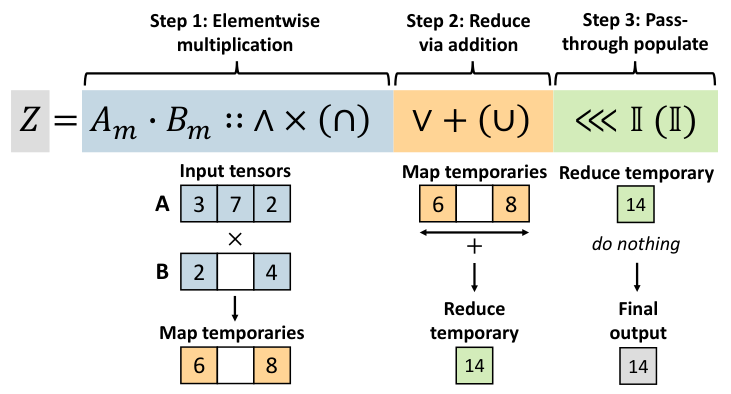 Step 1: Elementwise
multiplication
Step 2: Reduce
via addition
Step 3: Pass-
through populate
Z = A_m · B_m :: ∧ × (∩) ∨ + (∪) ⋘ 𝕀 (𝕀)
Input tensors
A 3 7 2
×
B 2 4
Map temporaries
6 8
Map temporaries
6 8
+
Reduce
temporary
14
Reduce temporary
14
do nothing
Final
output
14